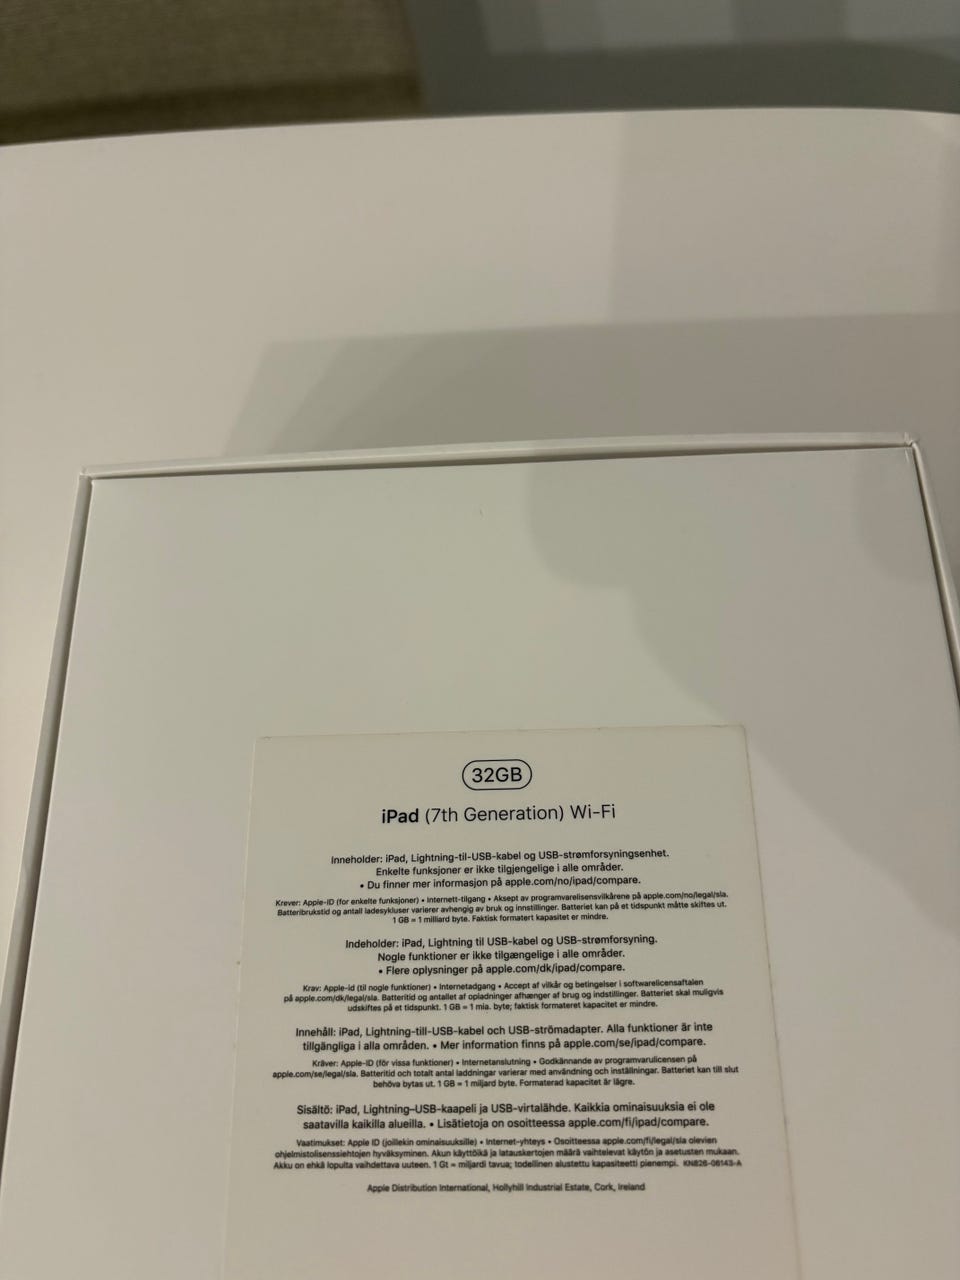 32GB
iPad (7th Generation) Wi-Fi
Inneholder: iPad, Lightning-til-USB-kabel og USB-strømforsyningsenhet.
Enkelte funksjoner er ikke tilgjengelige i alle områder.
• Du finner mer informasjon på apple.com/no/ipad/compare.
Krever: Apple-ID (for enkelte funksjoner) • Internett-tilgang • Aksept av programvarelisensvilkårene på apple.com/no/legal/sla.
Batteribrukstid og antall ladesykluser varierer avhengig av bruk og innstillinger. Batteriet kan på et tidspunkt måtte skiftes ut.
1 GB = 1 milliard byte. Faktisk formatert kapasitet er mindre.
Indeholder: iPad, Lightning til USB-kabel og USB-strømforsyning.
Nogle funktioner er ikke tilgængelige i alle områder.
• Flere oplysninger på apple.com/dk/ipad/compare.
Krav: Apple-id (til nogle funktioner) • Internetadgang • Accept af vilkår og betingelser i softwarelicensaftalen
på apple.com/dk/legal/sla. Batteritid og antallet af opladninger afhænger af brug og indstillinger. Batteriet skal muligvis
udskiftes på et tidspunkt. 1 GB = 1 mia. byte; faktisk formateret kapacitet er mindre.
Innehåll: iPad, Lightning-till-USB-kabel och USB-strömadapter. Alla funktioner är inte
tillgängliga i alla områden. • Mer information finns på apple.com/se/ipad/compare.
Kräver: Apple-ID (för vissa funktioner) • Internetanslutning • Godkännande av programvarulicensen på
apple.com/se/legal/sla. Batteritid och totalt antal laddningar varierar med användning och inställningar. Batteriet kan till slut
behöva bytas ut. 1 GB = 1 miljard byte. Formaterad kapacitet är lägre.
Sisältö: iPad, Lightning–USB-kaapeli ja USB-virtalähde. Kaikkia ominaisuuksia ei ole
saatavilla kaikilla alueilla. • Lisätietoja on osoitteessa apple.com/fi/ipad/compare.
Vaatimukset: Apple ID (joillekin ominaisuuksille) • Internet-yhteys • Osoitteessa apple.com/fi/legal/sla olevien
ohjelmistolisenssiehtojen hyväksyminen. Akun käyttöikä ja latauskertojen määrä vaihtelevat käytön ja asetusten mukaan.
Akku on ehkä lopulta vaihdettava uuteen. 1 Gt = miljardi tavua; todellinen alustettu kapasiteetti pienempi. KN826-06143-A
Apple Distribution International, Hollyhill Industrial Estate, Cork, Ireland